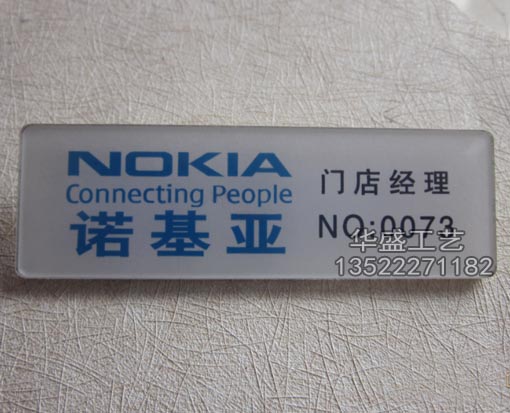 NOKIA
Connecting People
诺基亚
门店经理
NO:0073
华盛工艺
13522271182